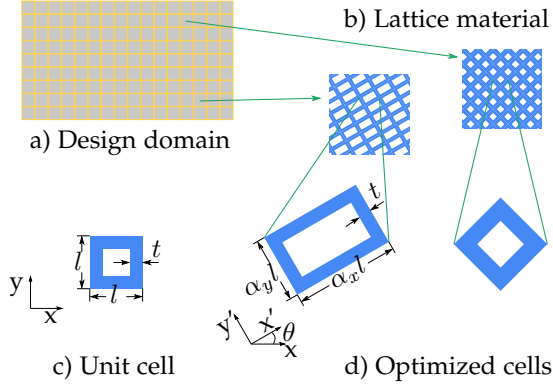 b) Lattice material
a) Design domain
t
l
t
l
y
x
α_y l
α_x l
y'
x'
θ
x
c) Unit cell
d) Optimized cells